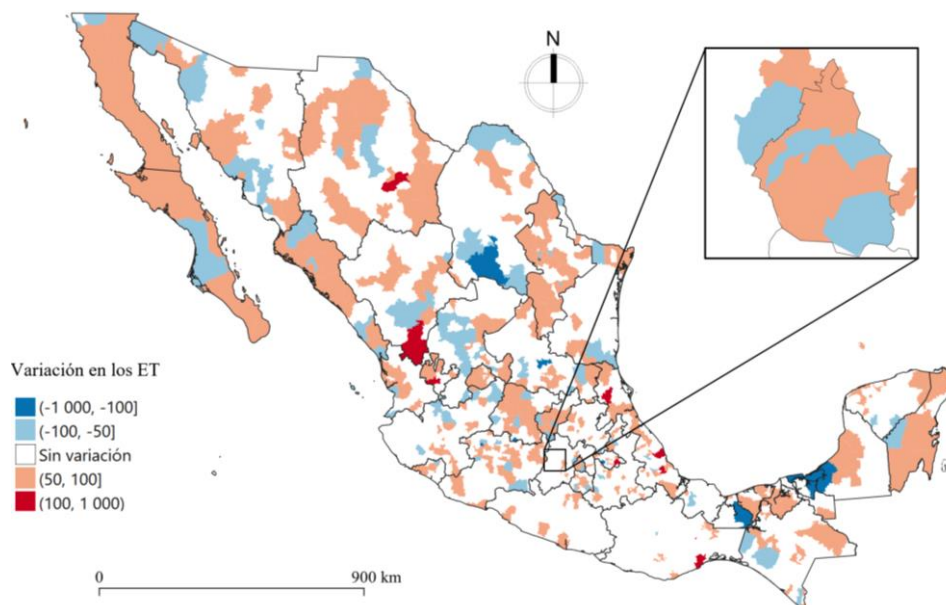 N
Variación en los ET
(-1 000, -100]
(-100, -50]
Sin variación
(50, 100]
(100, 1 000)
0 900 km